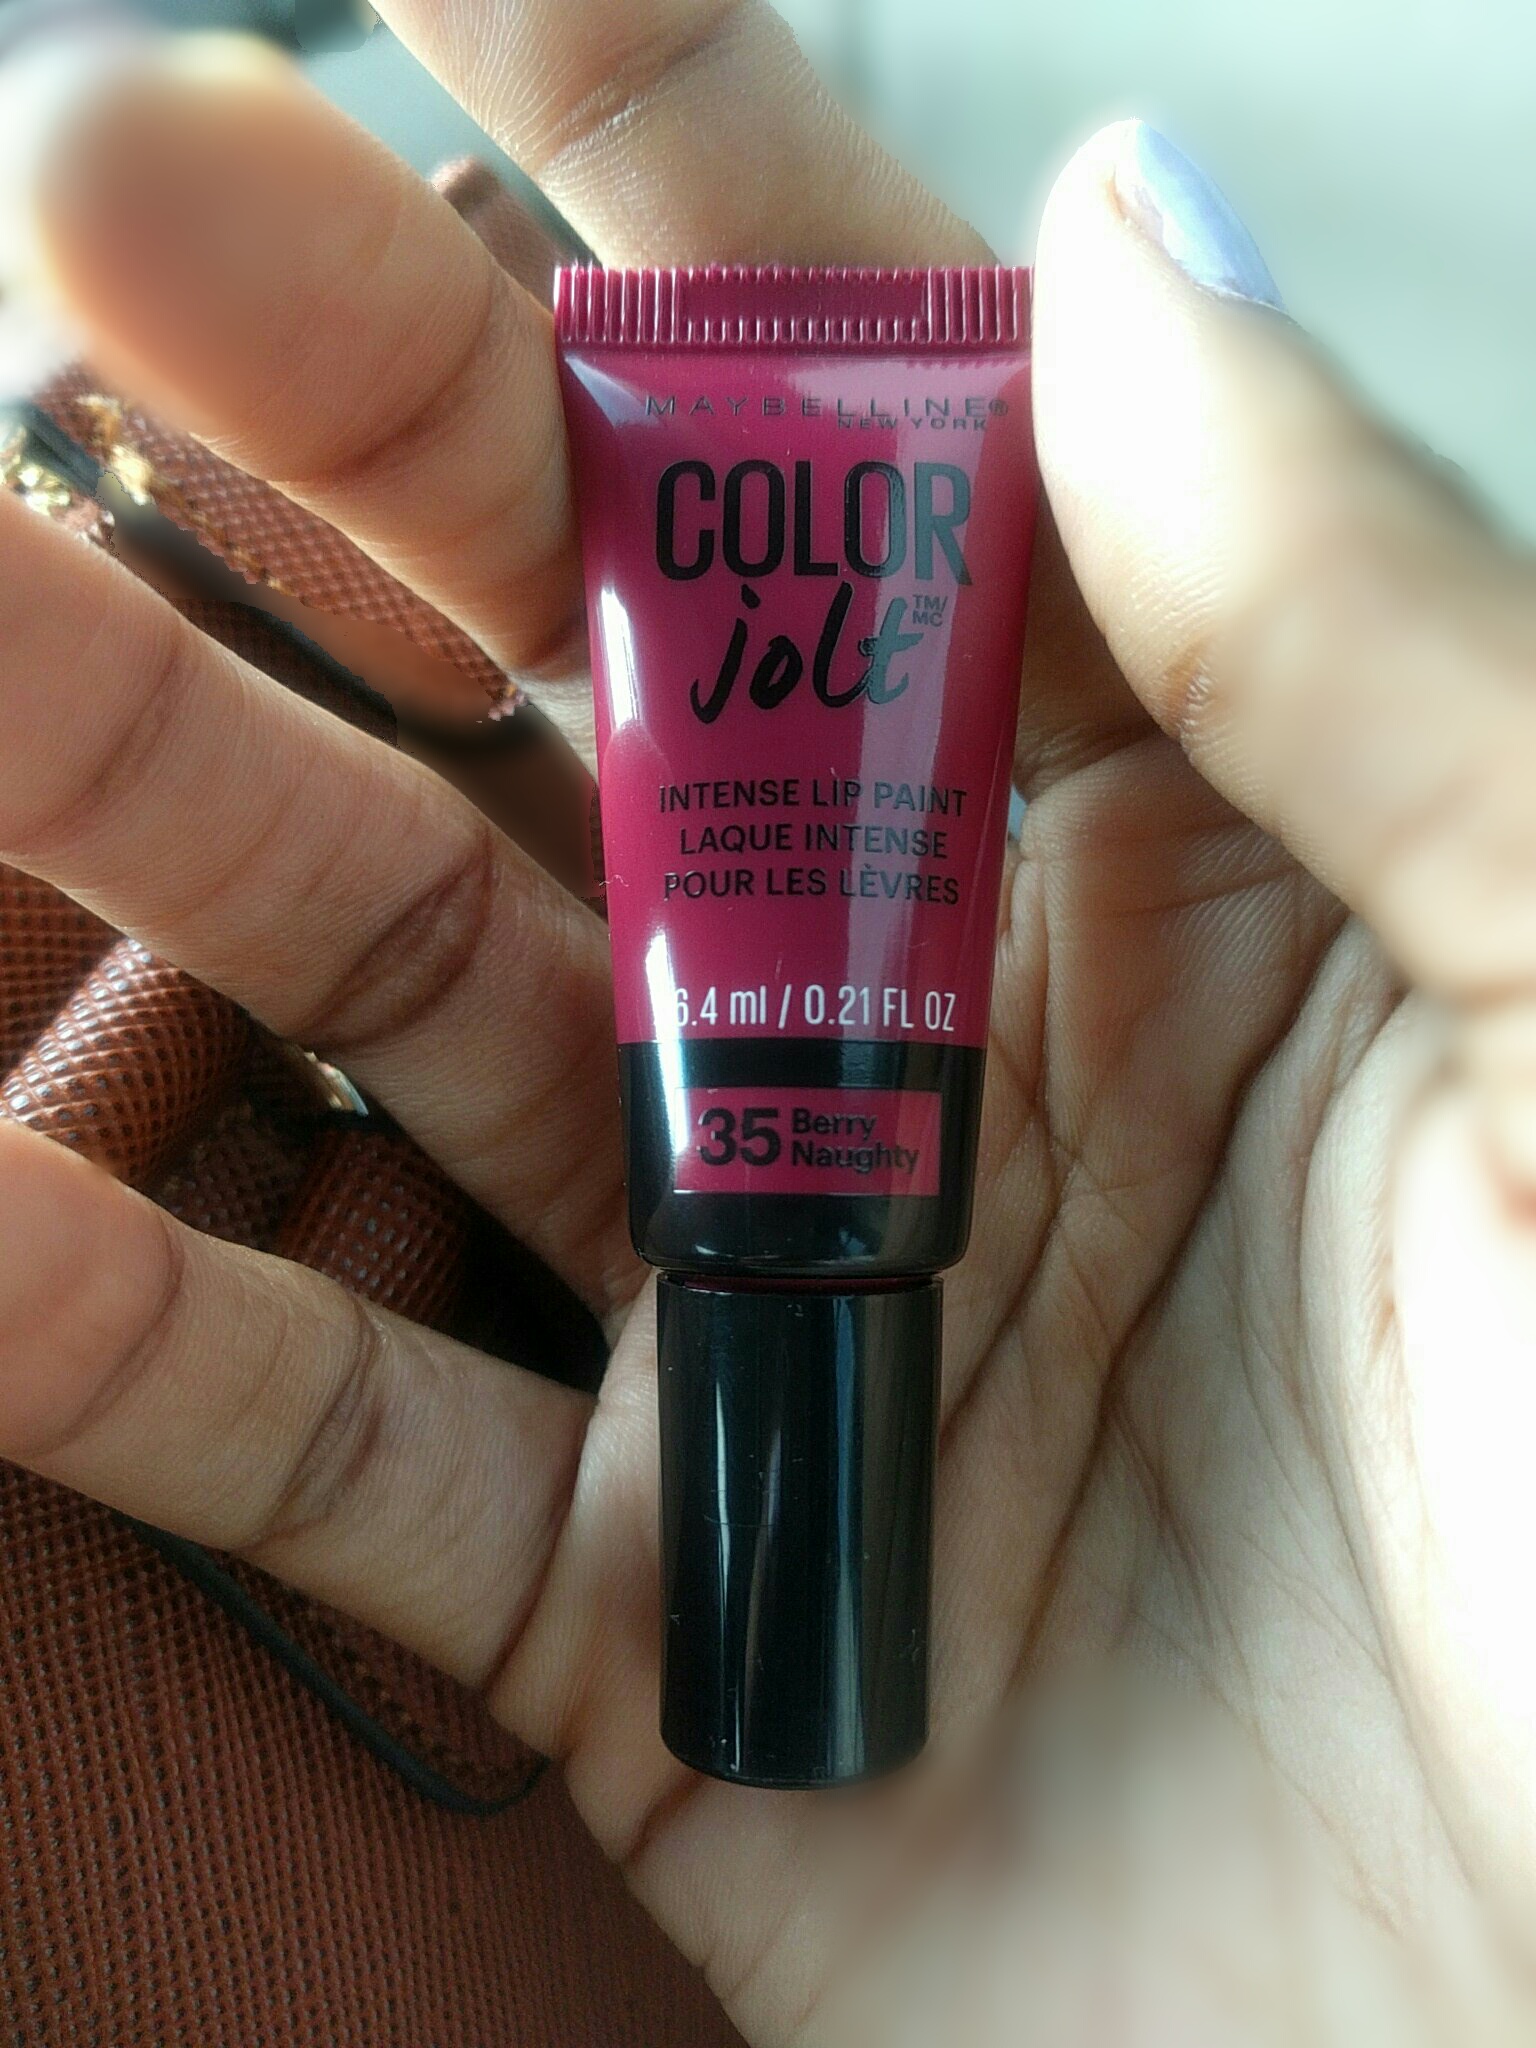 MAYBELLINE®
NEW YORK
COLOR
jolt TM/
MC
INTENSE LIP PAINT
LAQUE INTENSE
POUR LES LÈVRES
6.4 ml / 0.21 FL OZ
35 Berry
Naughty